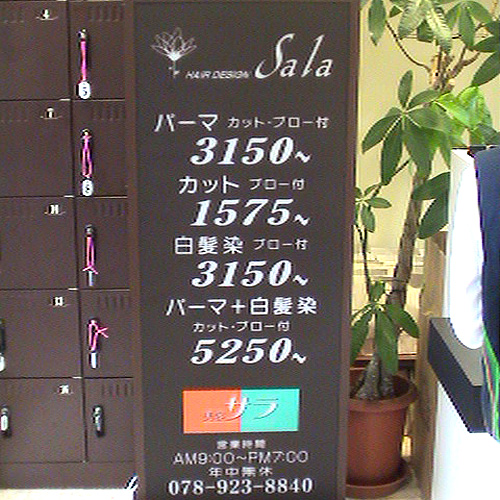 HAIR DESIGN Sala
パーマ カット・ブロー付
3150~
カット ブロー付
1575~
白髪染 ブロー付
3150~
パーマ+白髪染
カット・ブロー付
5250~
サラ
営業時間
AM9:00~PM7:00
年中無休
078-923-8840